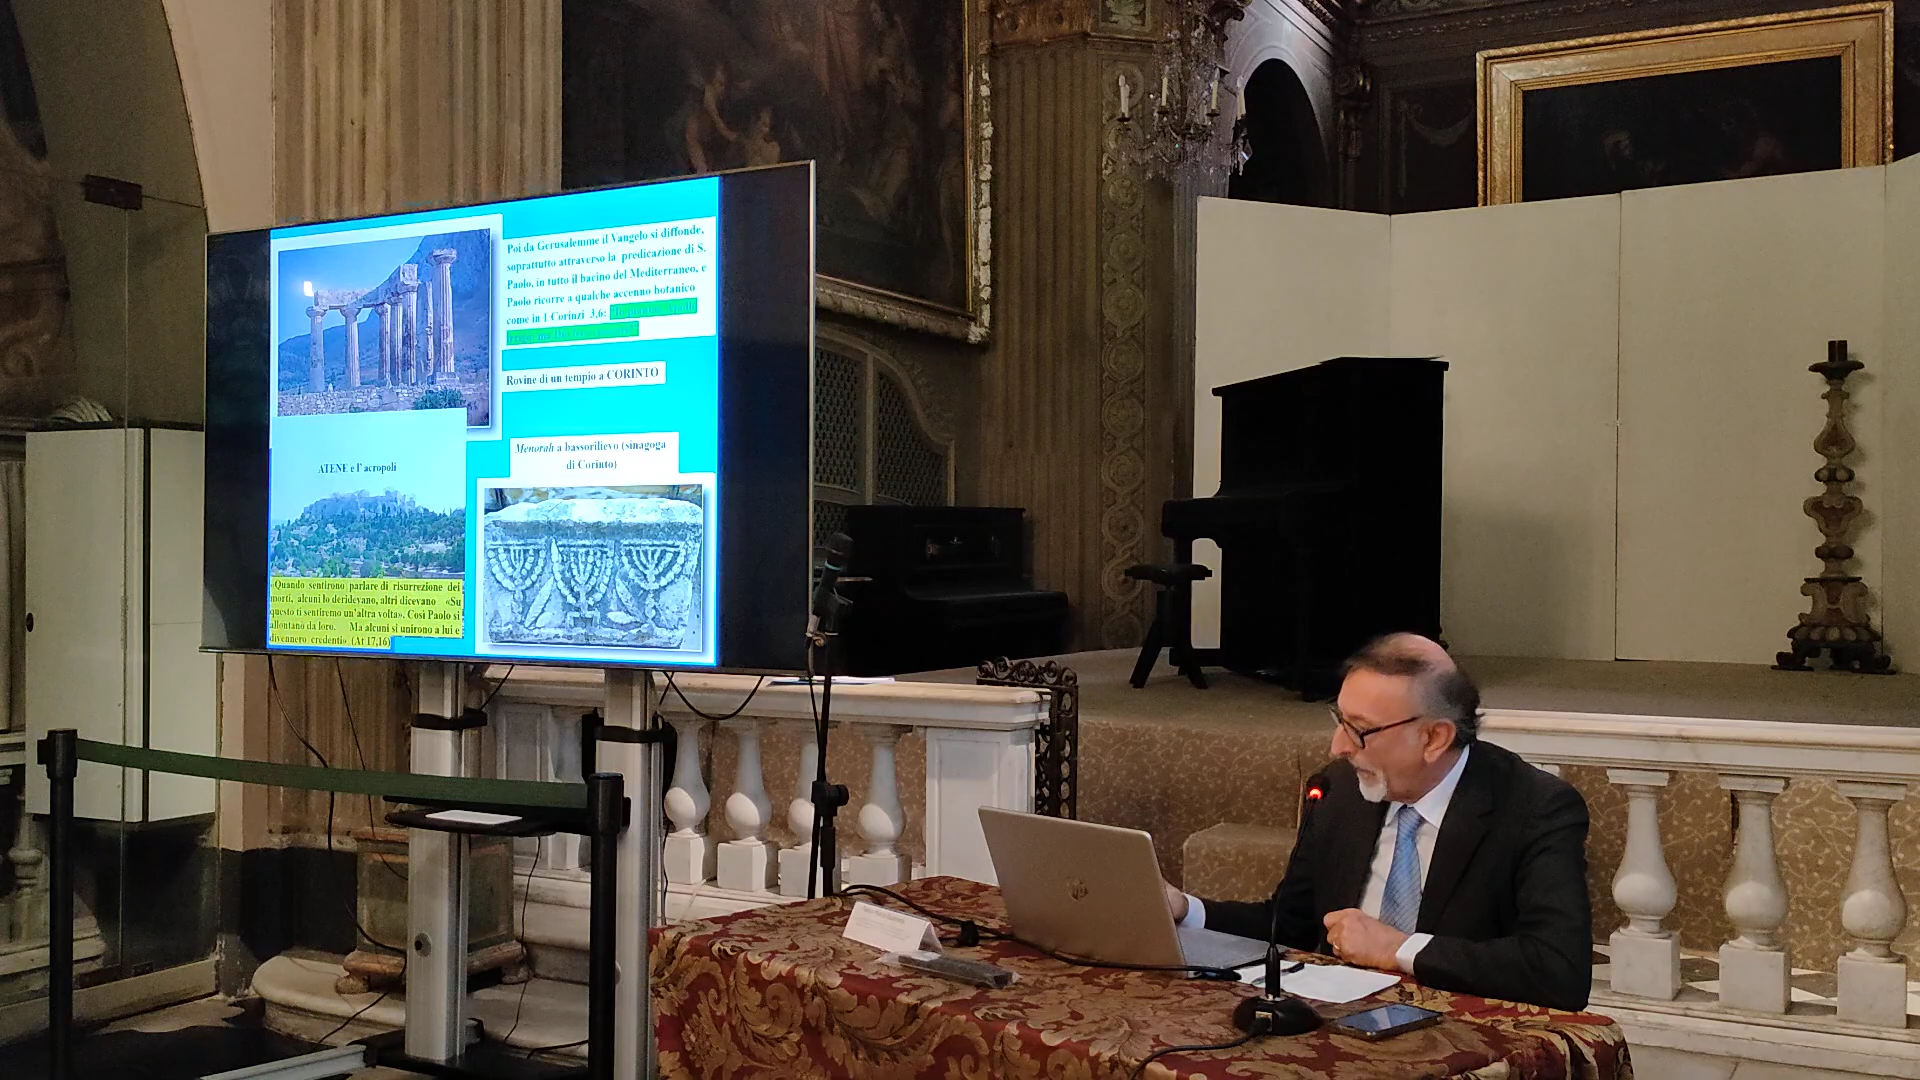 Poi da Gerusalemme il Vangelo si diffonde,
soprattutto attraverso la predicazione di S.
Paolo, in tutto il bacino del Mediterraneo, e
Paolo ricorre a qualche accenno botanico
come in 1 Corinzi 3,6:
Rovine di un tempio a CORINTO
Menorah a bassorilievo (sinagoga
di Corinto)
ATENE e l' acropoli
«Quando sentirono parlare di risurrezione dei
morti, alcuni lo deridevano, altri dicevano «Su
questo ti sentiremo un'altra volta». Così Paolo si
allontanò da loro. Ma alcuni si unirono a lui e
divennero credenti» (At 17,16)
hp